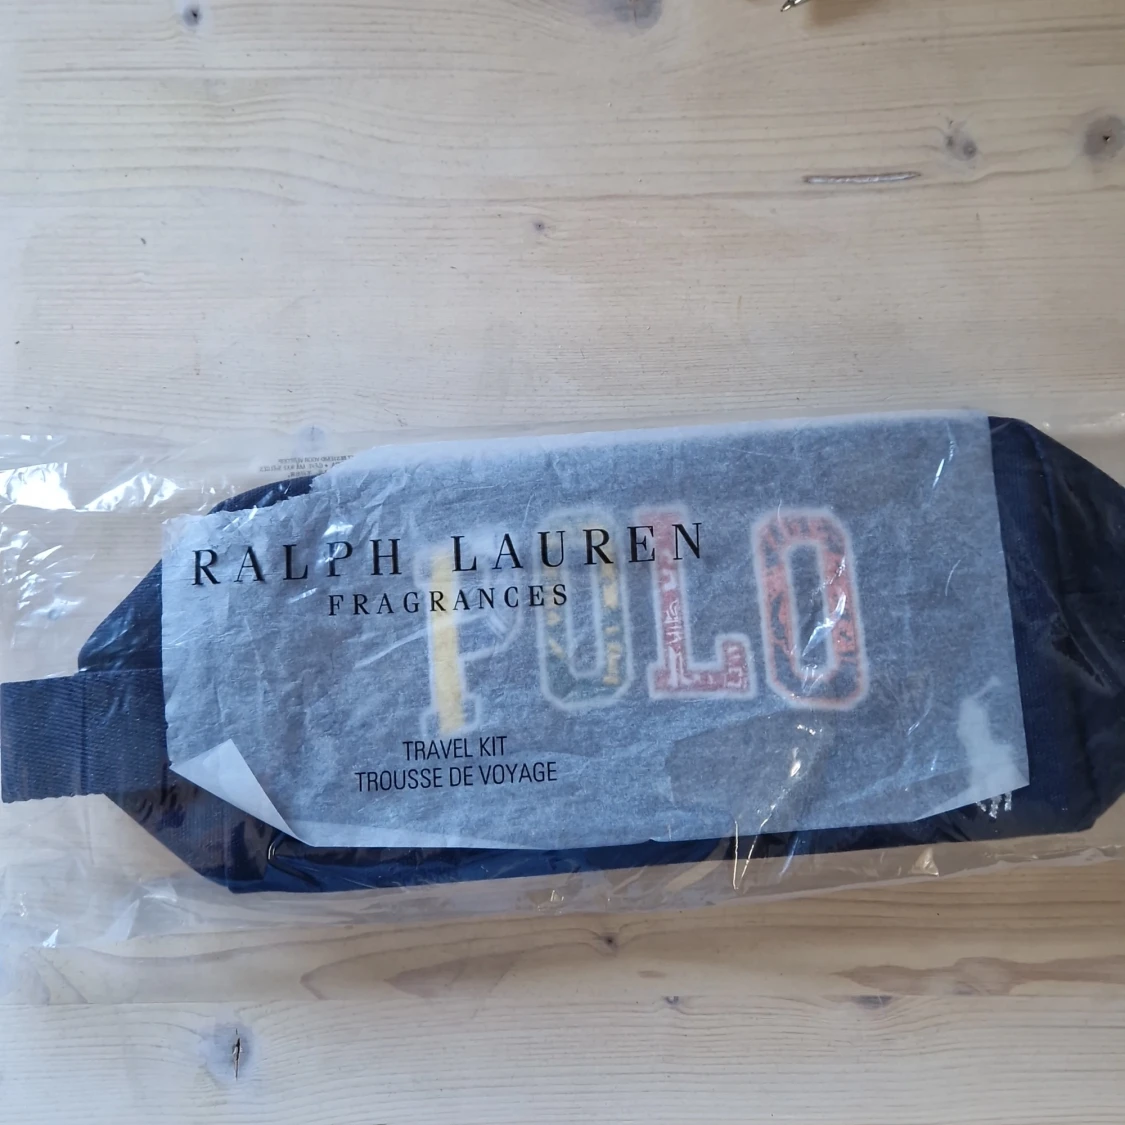 RALPH LAUREN
FRAGRANCES
POLO
TRAVEL KIT
TROUSSE DE VOYAGE